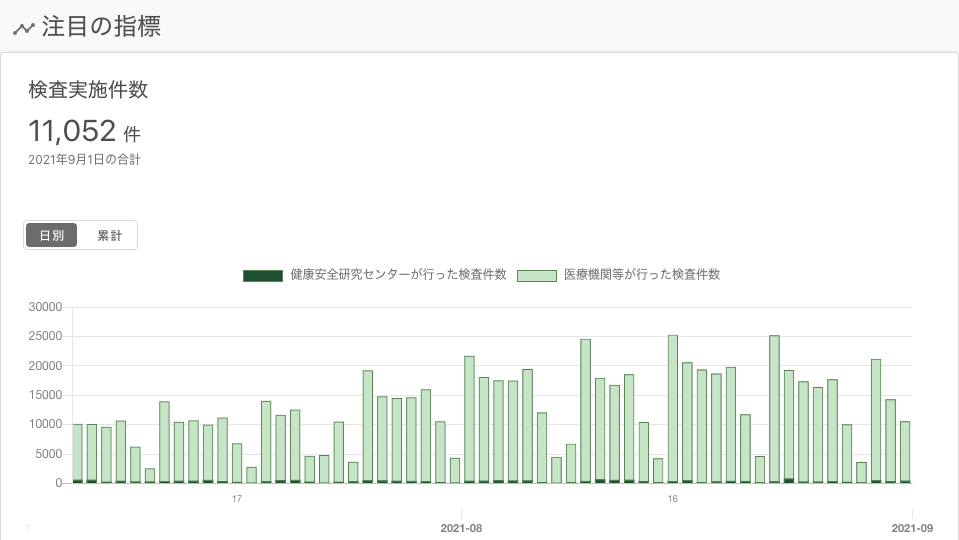 注目の指標
検査実施件数
11,052 件
2021年9月1日の合計
日別 累計
健康安全研究センターが行った検査件数 医療機関等が行った検査件数
30000
25000
20000
15000
10000
5000
0
17 16
7 2021-08 2021-09